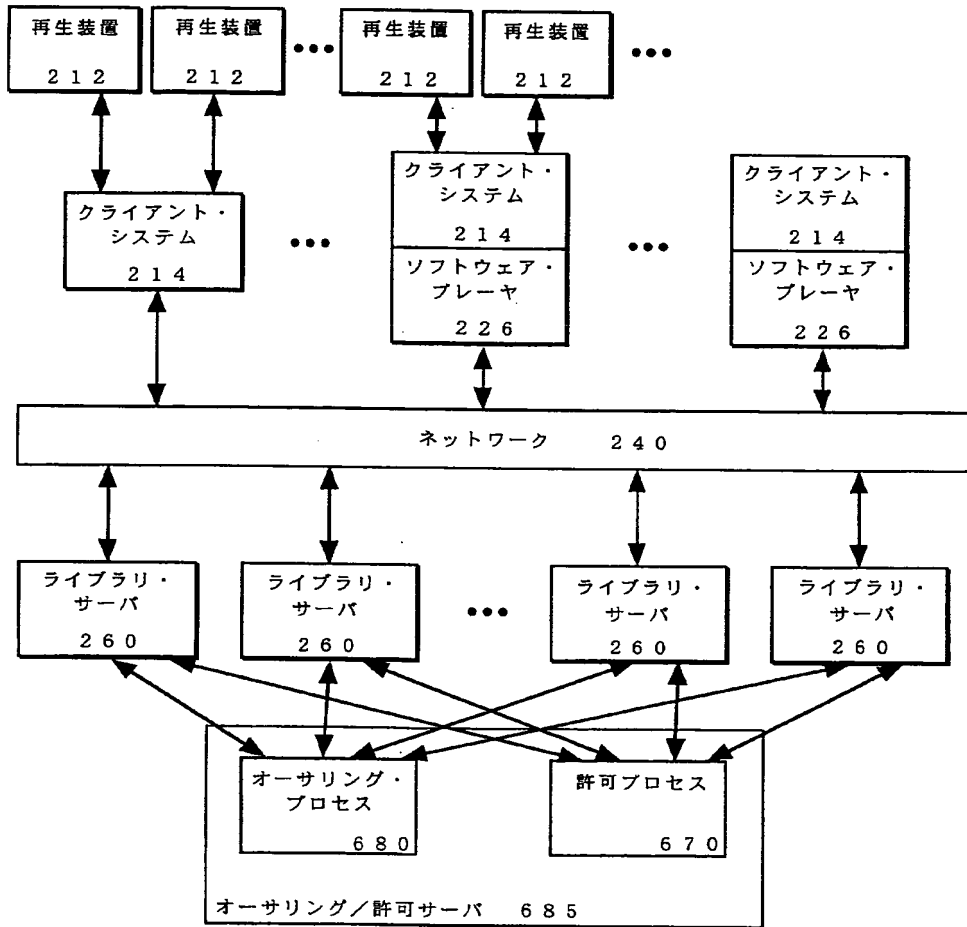 再生装置
212
再生装置
212
•••
再生装置
212
再生装置
212
•••
クライアント・
システム
214
•••
クライアント・
システム
214
ソフトウェア・
プレーヤ
226
•••
クライアント・
システム
214
ソフトウェア・
プレーヤ
226
ネットワーク 240
ライブラリ・
サーバ
260
ライブラリ・
サーバ
260
•••
ライブラリ・
サーバ
260
ライブラリ・
サーバ
260
オーサリング・
プロセス
680
許可プロセス
670
オーサリング/許可サーバ 685